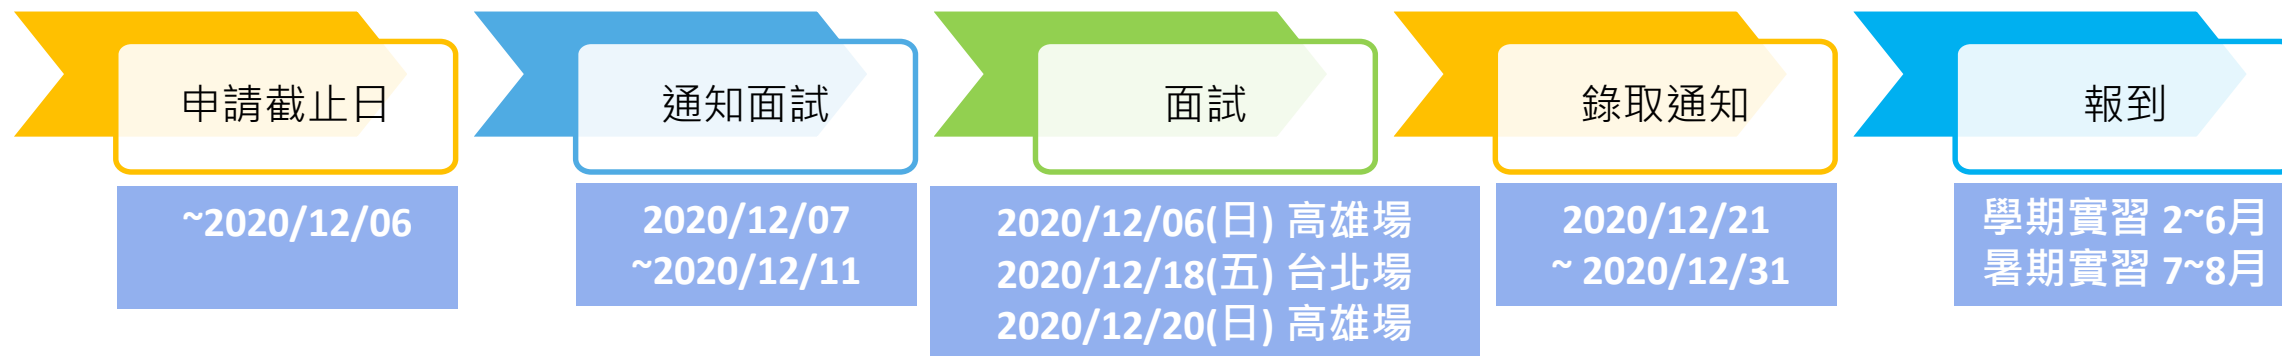 申請截止日
~2020/12/06
通知面試
2020/12/07
~2020/12/11
面試
2020/12/06(日) 高雄場
2020/12/18(五) 台北場
2020/12/20(日) 高雄場
錄取通知
2020/12/21
~ 2020/12/31
報到
學期實習 2~6月
暑期實習 7~8月